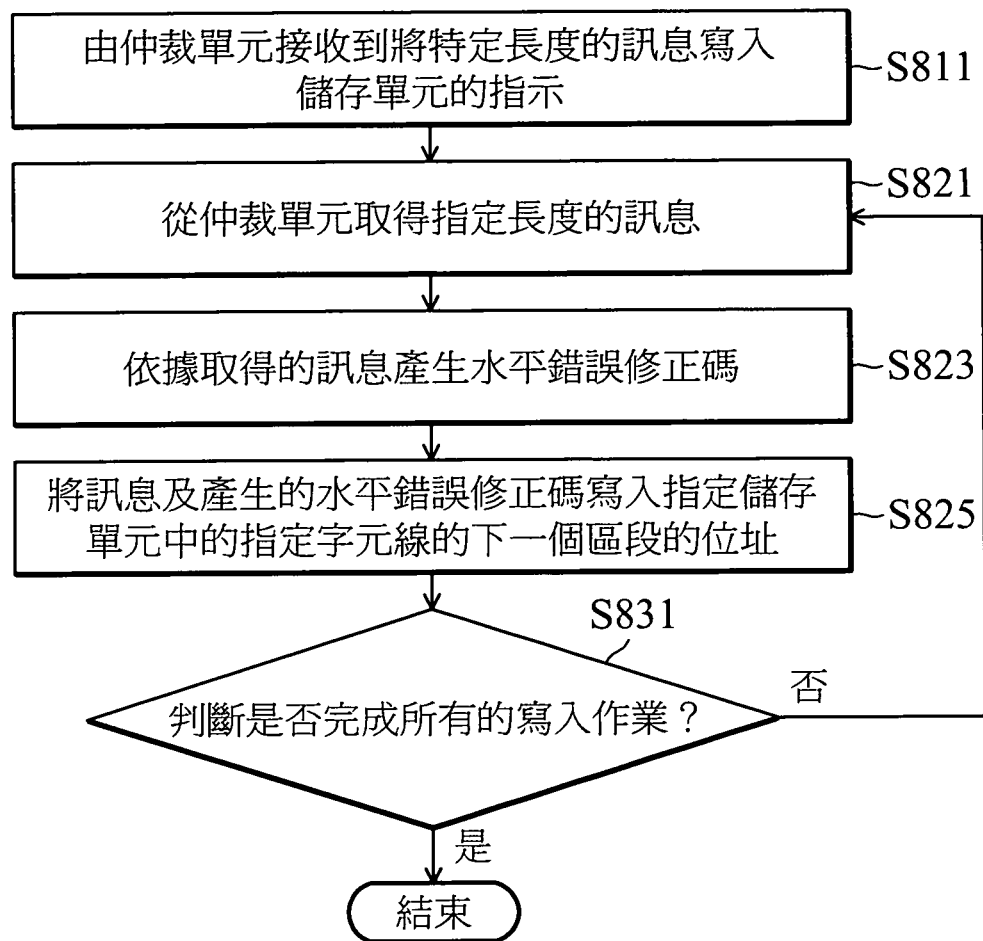 由仲裁單元接收到將特定長度的訊息寫入
儲存單元的指示
S811
從仲裁單元取得指定長度的訊息
S821
依據取得的訊息產生水平錯誤修正碼
S823
將訊息及產生的水平錯誤修正碼寫入指定儲存
單元中的指定字元線的下一個區段的位址
S825
S831
判斷是否完成所有的寫入作業？
否
是
結束